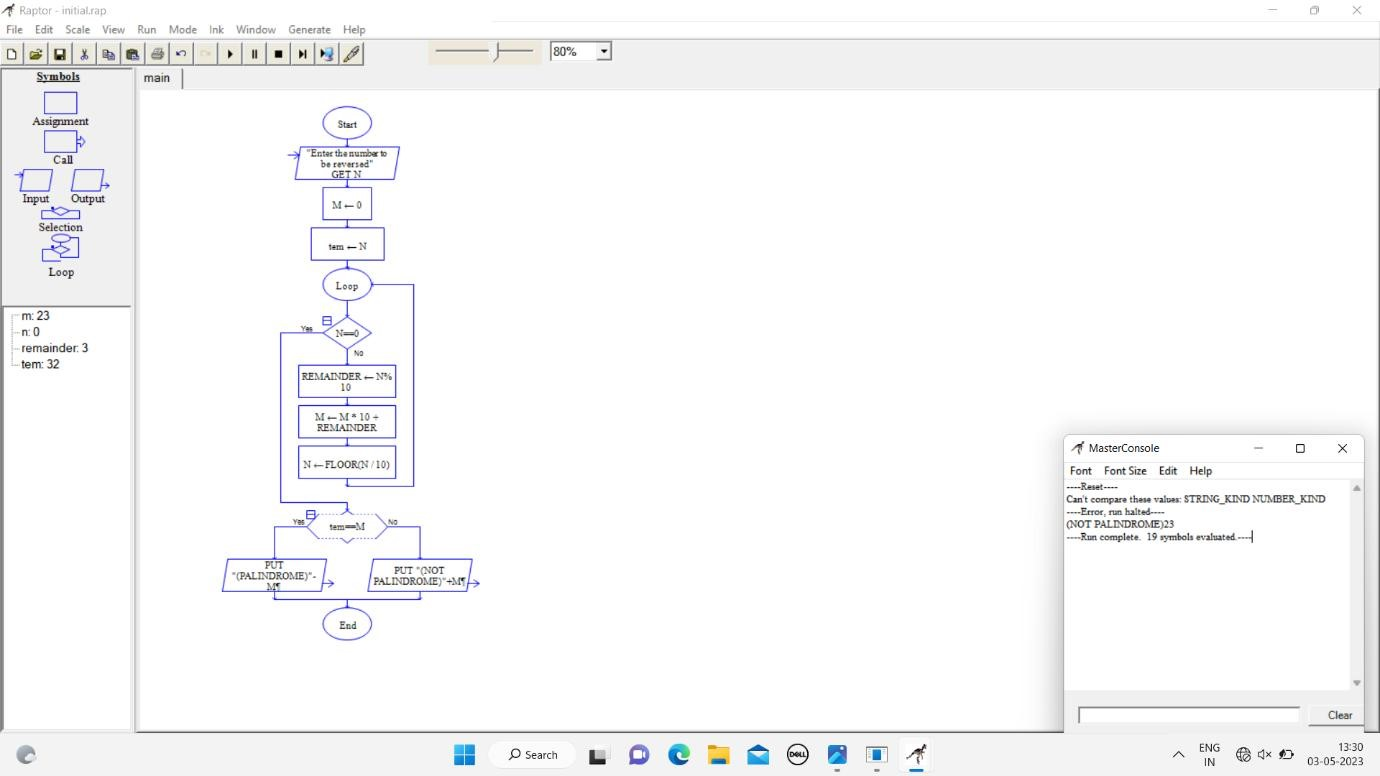 Raptor - initial.rap
File Edit Scale View Run Mode Ink Window Generate Help
80%
Symbols
Assignment
Call
Input Output
Selection
Loop
m: 23
n: 0
remainder: 3
tem: 32
main
Start
"Enter the number to
be reversed"
GET N
M ← 0
tem ← N
Loop
Yes
N==0
No
REMAINDER ← N%
10
M ← M * 10 +
REMAINDER
N ← FLOOR(N / 10)
Yes
tem==M
No
PUT
"(PALINDROME)"-
M¶
PUT "(NOT
PALINDROME)"+M¶
End
MasterConsole
Font Font Size Edit Help
----Reset----
Can't compare these values: STRING_KIND NUMBER_KIND
----Error, run halted----
(NOT PALINDROME)23
----Run complete. 19 symbols evaluated.----
Clear
Search
DELL
ENG
IN
13:30
03-05-2023